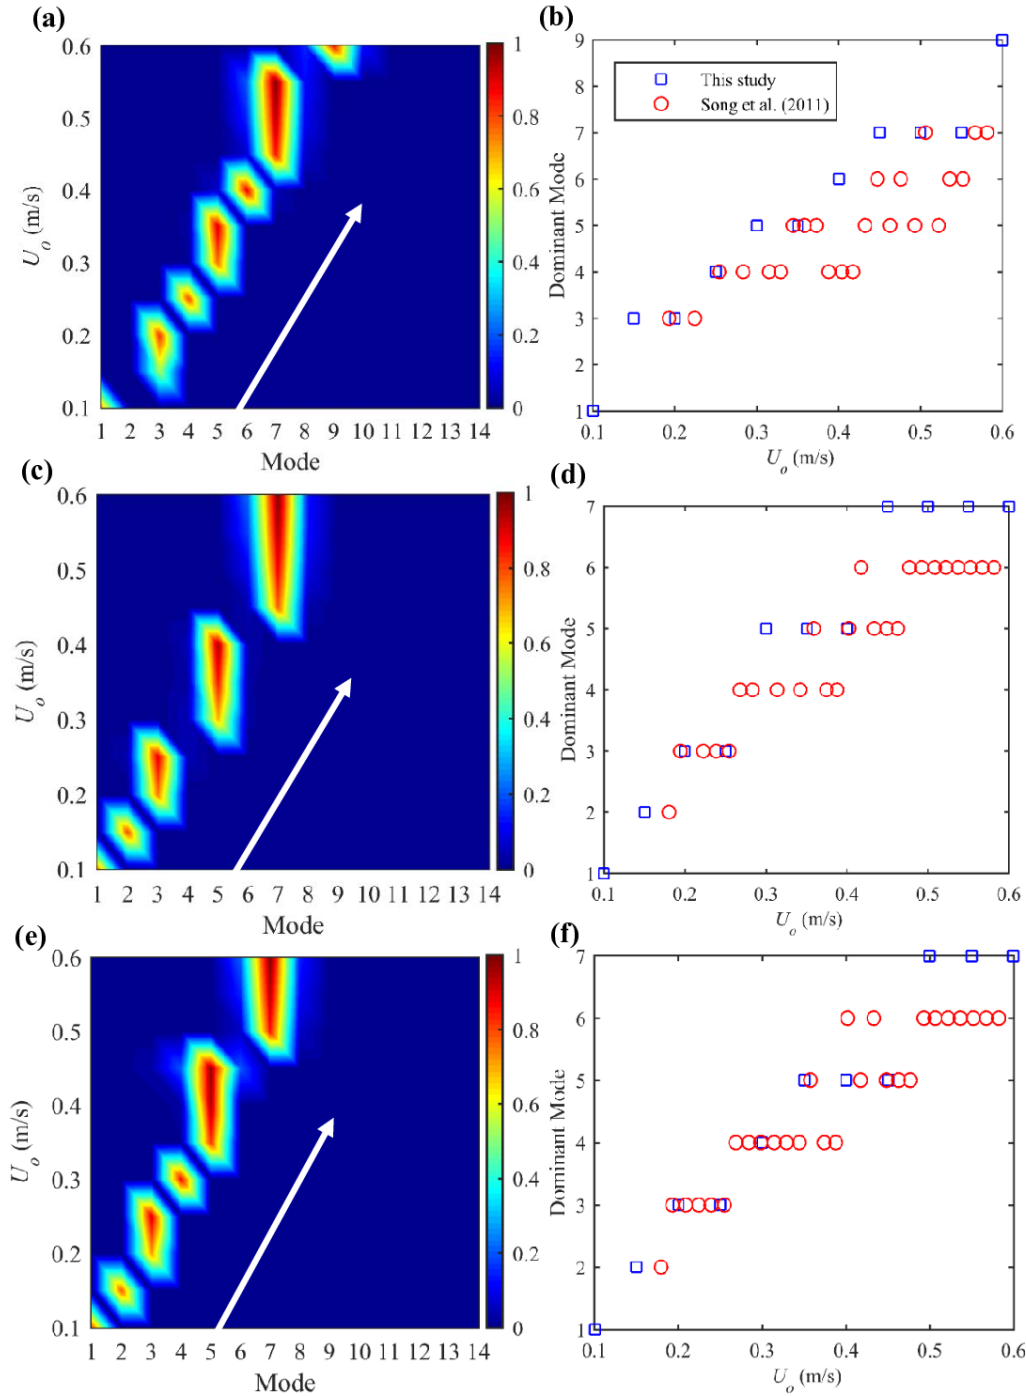 (a)
0.6
0.5
0.4
0.3
0.2
0.1
U_o (m/s)
1 2 3 4 5 6 7 8 9 10 11 12 13 14
Mode
1
0.8
0.6
0.4
0.2
0
(b)
9
8
7
6
5
4
3
2
1
Dominant Mode
This study
Song et al. (2011)
0.1 0.2 0.3 0.4 0.5 0.6
U_o (m/s)
(c)
0.6
0.5
0.4
0.3
0.2
0.1
U_o (m/s)
1 2 3 4 5 6 7 8 9 10 11 12 13 14
Mode
1
0.8
0.6
0.4
0.2
0
(d)
7
6
5
4
3
2
1
Dominant Mode
0.1 0.2 0.3 0.4 0.5 0.6
U_o (m/s)
(e)
0.6
0.5
0.4
0.3
0.2
0.1
U_o (m/s)
1 2 3 4 5 6 7 8 9 10 11 12 13 14
Mode
1
0.8
0.6
0.4
0.2
0
(f)
7
6
5
4
3
2
1
Dominant Mode
0.1 0.2 0.3 0.4 0.5 0.6
U_o (m/s)